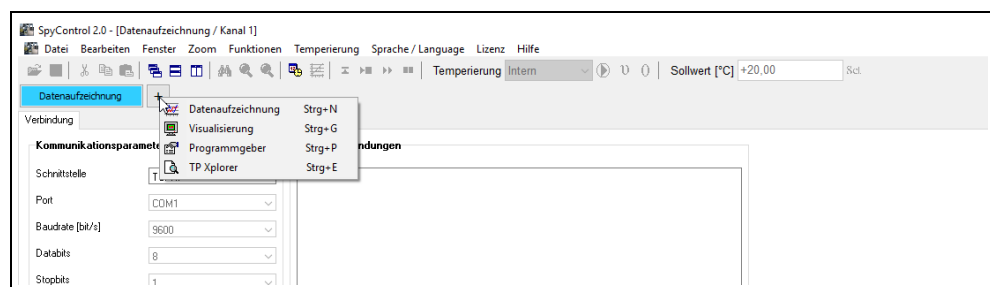 SpyControl 2.0 - [Datenaufzeichnung / Kanal 1]
Datei Bearbeiten Fenster Zoom Funktionen Temperierung Sprache / Language Lizenz Hilfe
Temperierung Intern Sollwert [°C] +20,00 Set
Datenaufzeichnung +
Datenaufzeichnung Strg+N
Visualisierung Strg+G
Programmgeber Strg+P
TP Xplorer Strg+E
Verbindung
Schnittstelle
Port COM1
Baudrate [bit/s] 9600
Databits 8
Stopbits 1